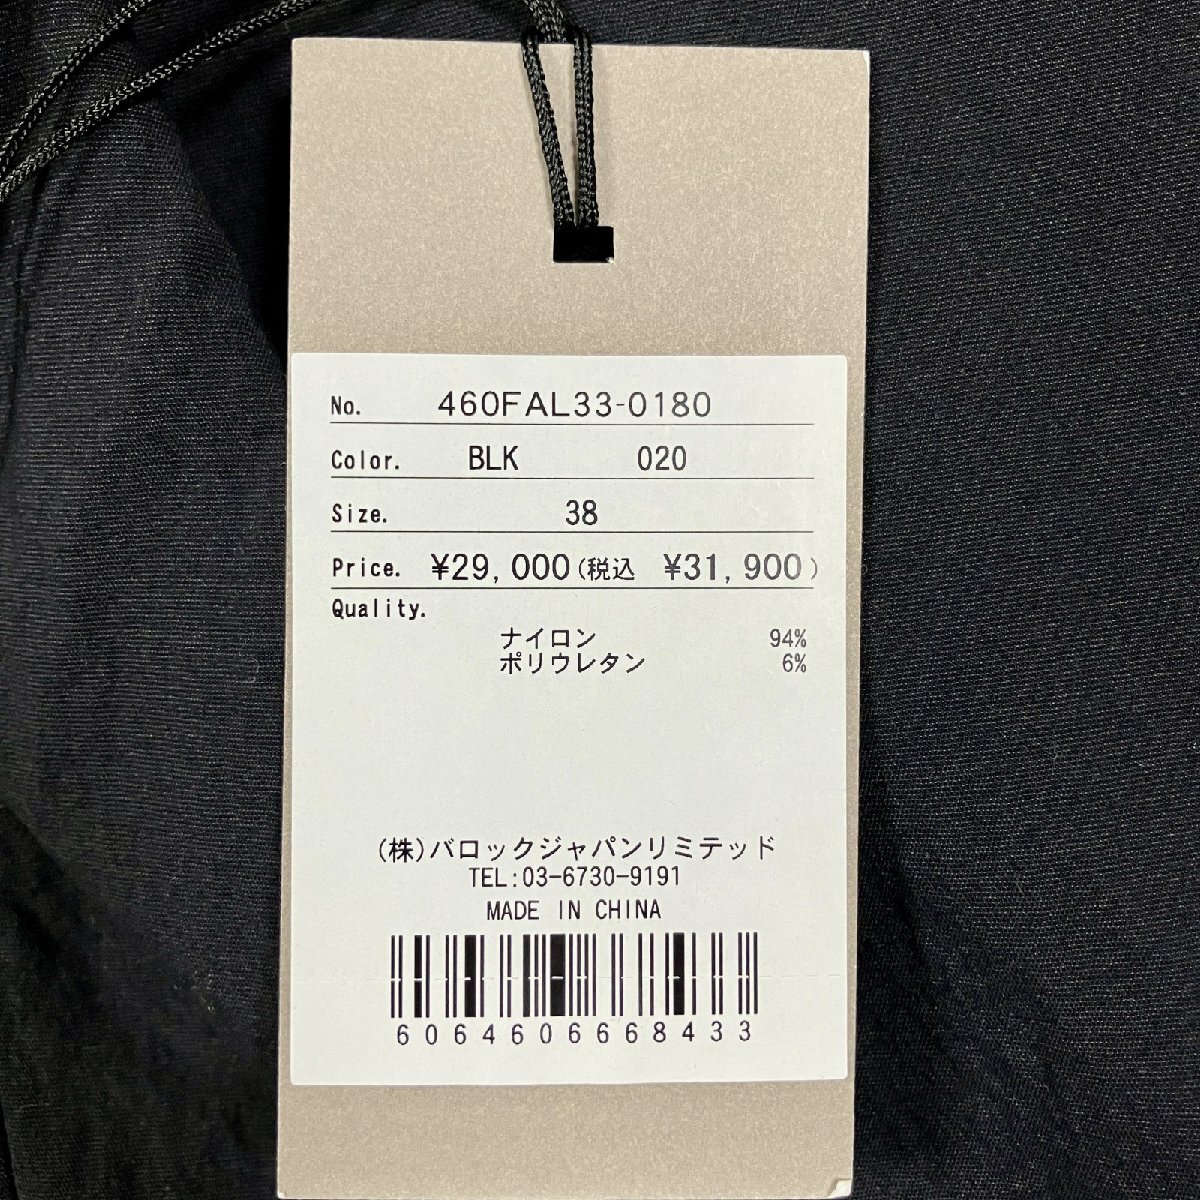 No. 460FAL33-0180
Color. BLK 020
Size. 38
Price. ¥29,000(税込 ¥31,900)
Quality.
ナイロン 94%
ポリウレタン 6%
(株)バロックジャパンリミテッド
TEL:03-6730-9191
MADE IN CHINA
6064606668433